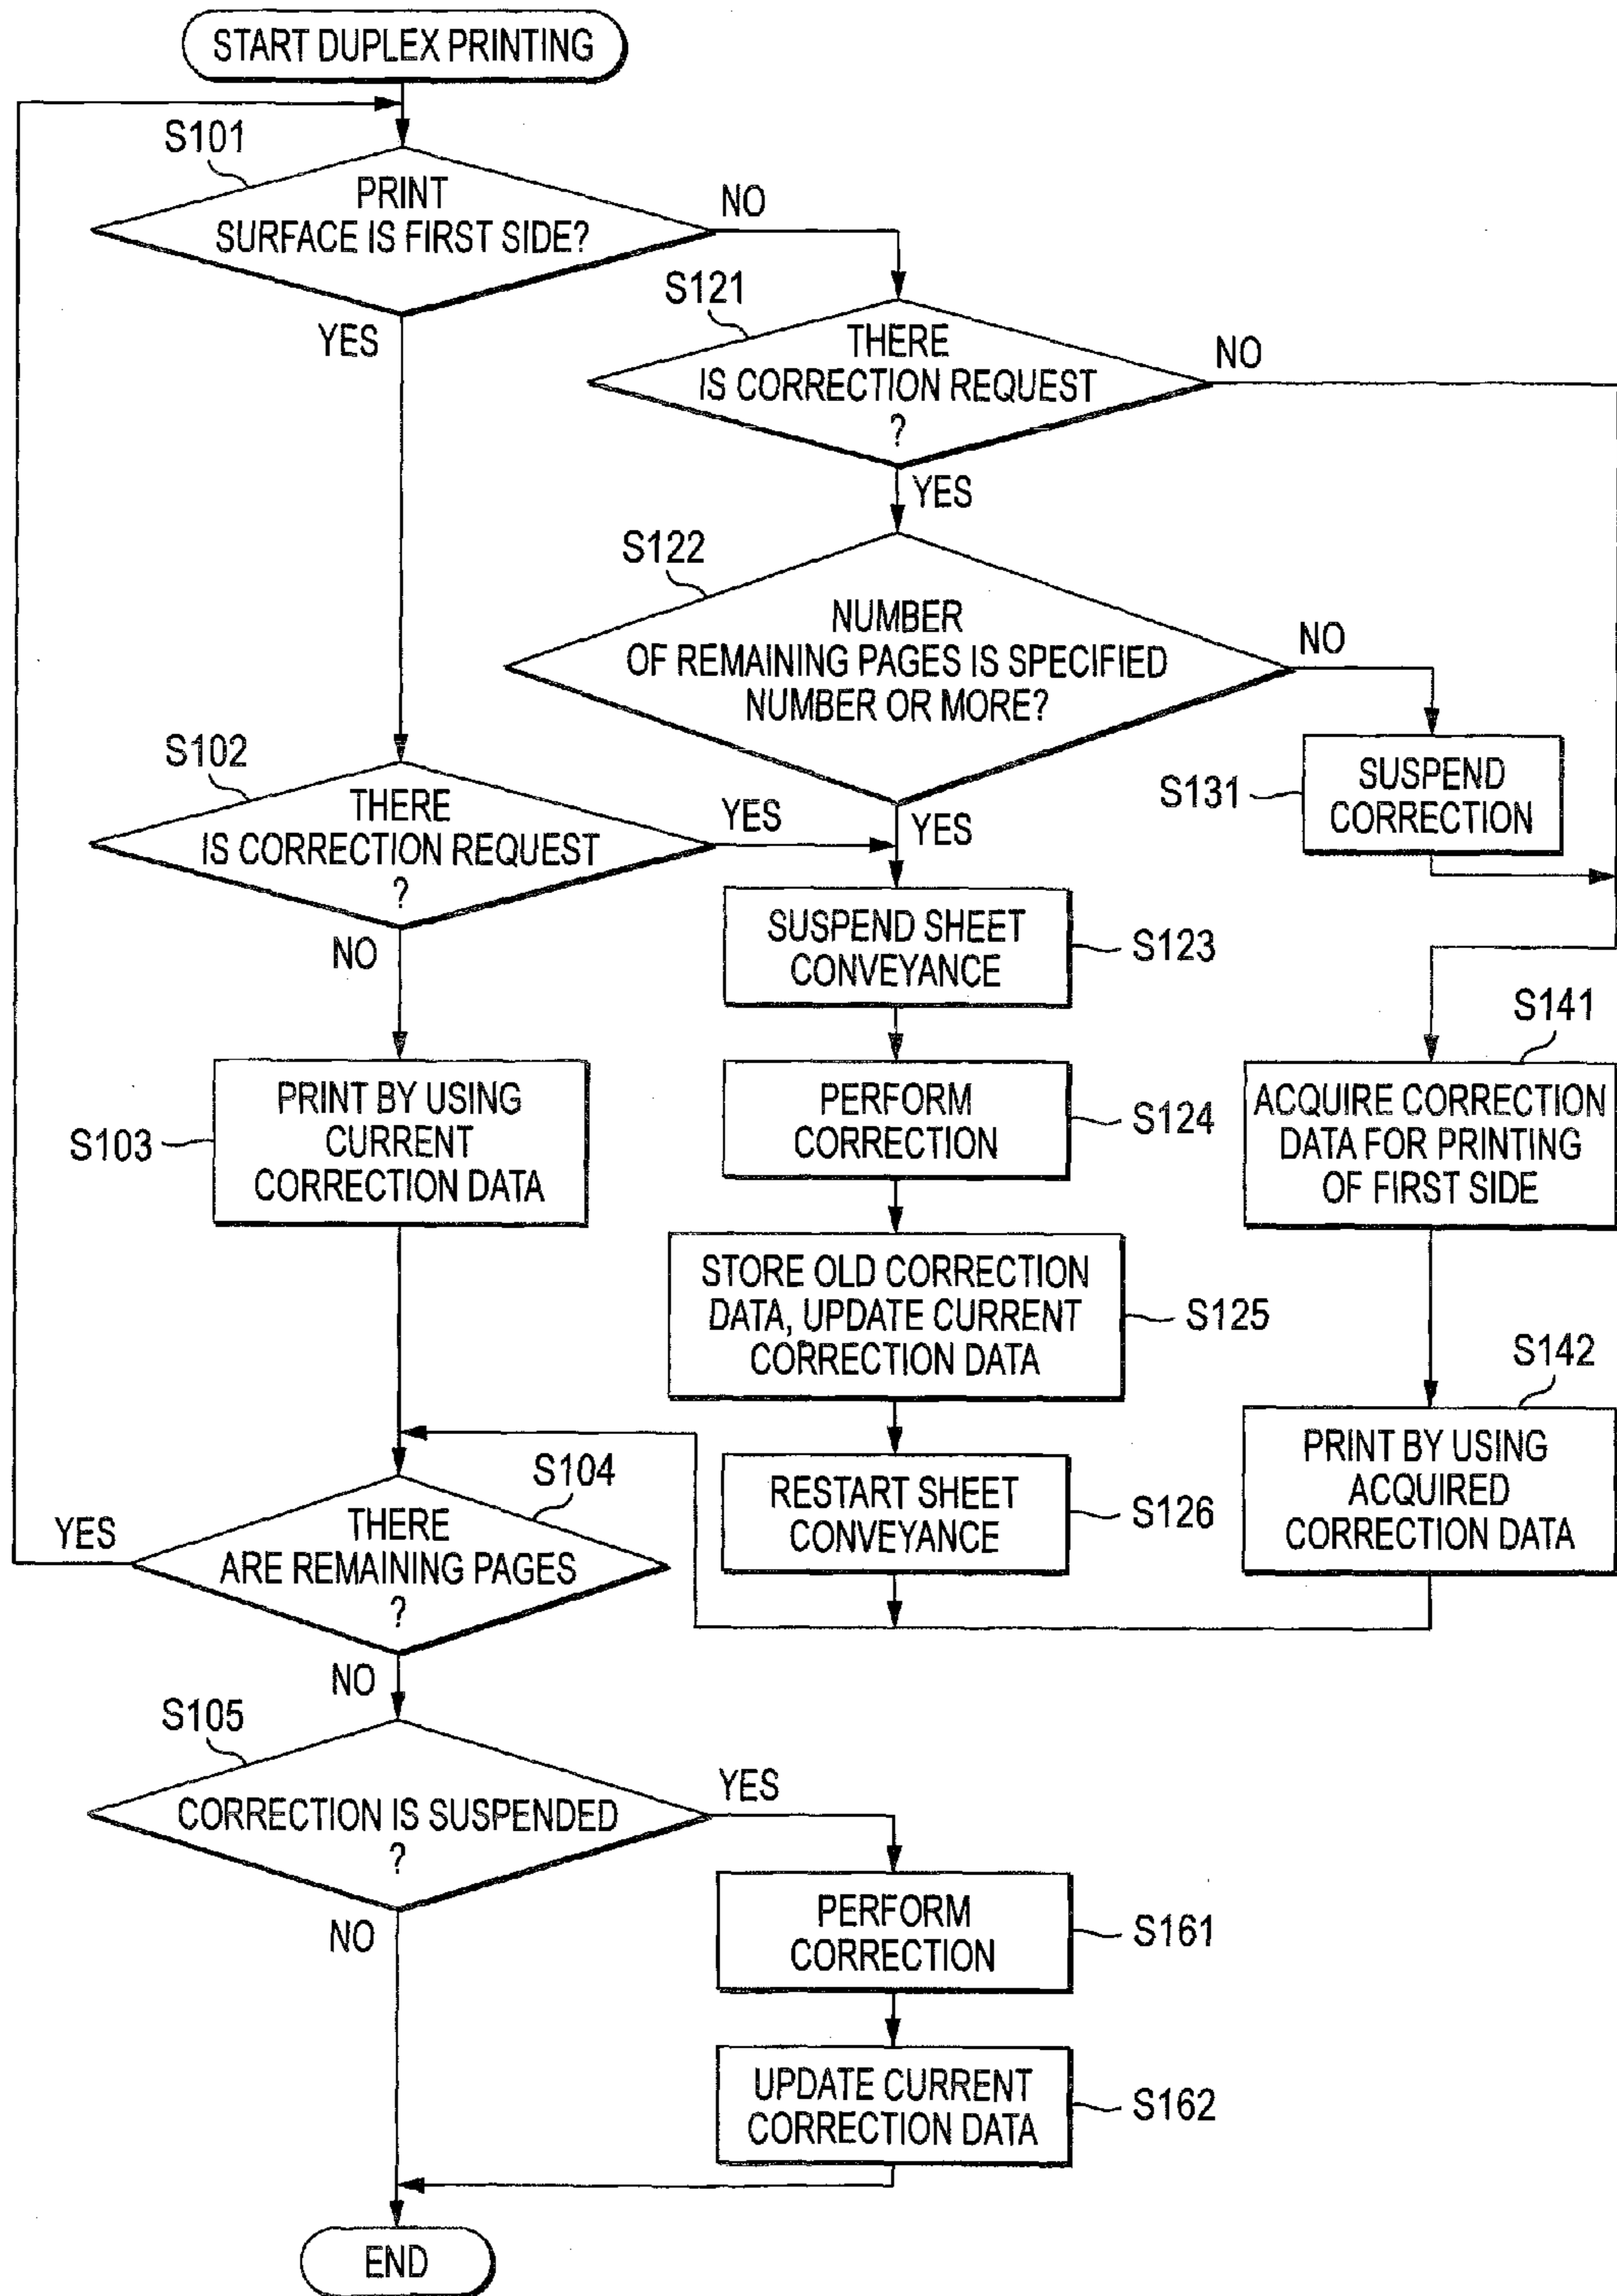 START DUPLEX PRINTING
S101
PRINT
SURFACE IS FIRST SIDE?
NO
YES
S121
THERE
IS CORRECTION REQUEST
?
NO
YES
S122
NUMBER
OF REMAINING PAGES IS SPECIFIED
NUMBER OR MORE?
NO
YES
S131
SUSPEND
CORRECTION
S102
THERE
IS CORRECTION REQUEST
?
YES
NO
SUSPEND SHEET
CONVEYANCE
S123
S103
PRINT BY USING
CURRENT
CORRECTION DATA
PERFORM
CORRECTION
S124
S141
ACQUIRE CORRECTION
DATA FOR PRINTING
OF FIRST SIDE
STORE OLD CORRECTION
DATA, UPDATE CURRENT
CORRECTION DATA
S125
S142
PRINT BY USING
ACQUIRED
CORRECTION DATA
RESTART SHEET
CONVEYANCE
S126
S104
THERE
ARE REMAINING PAGES
?
YES
NO
S105
CORRECTION IS SUSPENDED
?
YES
NO
PERFORM
CORRECTION
S161
UPDATE CURRENT
CORRECTION DATA
S162
END